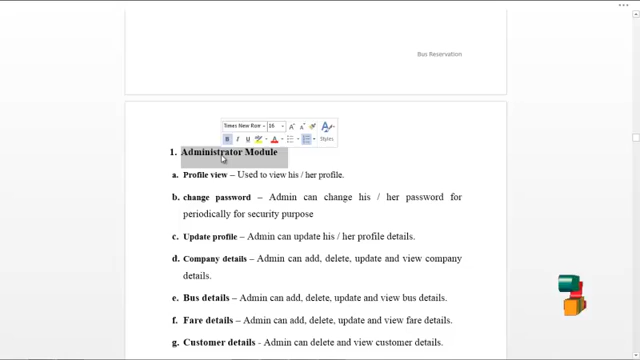 Bus Reservation
Times New Rom 16
Styles
1. Administrator Module
a. Profile view – Used to view his / her profile.
b. change password – Admin can change his / her password for
periodically for security purpose
c. Update profile – Admin can update his / her profile details.
d. Company details – Admin can add, delete, update and view company
details.
e. Bus details – Admin can add, delete, update and view bus details.
f. Fare details – Admin can add, delete, update and view fare details.
g. Customer details - Admin can delete and view customer details.